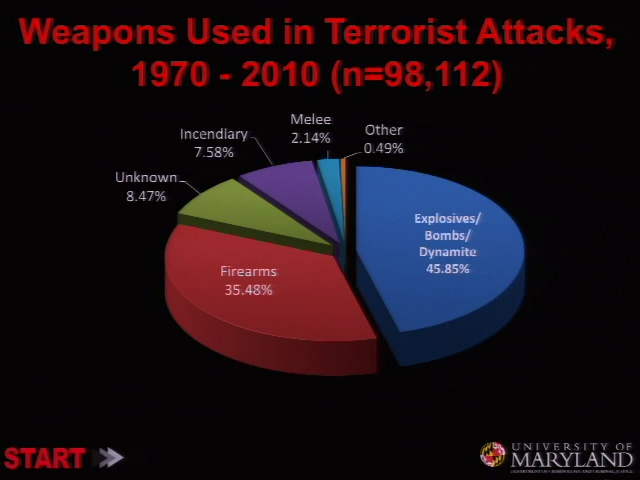 Weapons Used in Terrorist Attacks,
1970 - 2010 (n=98,112)
Melee
2.14%
Other
0.49%
Incendiary
7.58%
Unknown
8.47%
Explosives/
Bombs/
Dynamite
45.85%
Firearms
35.48%
START
UNIVERSITY OF
MARYLAND